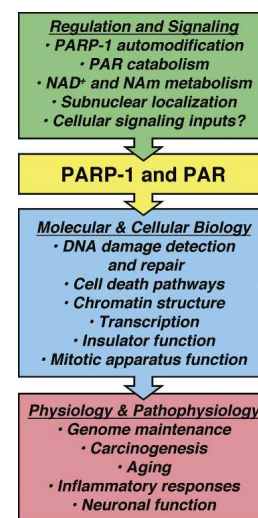 Regulation and Signaling
· PARP-1 automodification
· PAR catabolism
· NAD+ and NAm metabolism
· Subnuclear localization
· Cellular signaling inputs?
PARP-1 and PAR
Molecular & Cellular Biology
· DNA damage detection
and repair
· Cell death pathways
· Chromatin structure
· Transcription
· Insulator function
· Mitotic apparatus function
Physiology & Pathophysiology
· Genome maintenance
· Carcinogenesis
· Aging
· Inflammatory responses
· Neuronal function